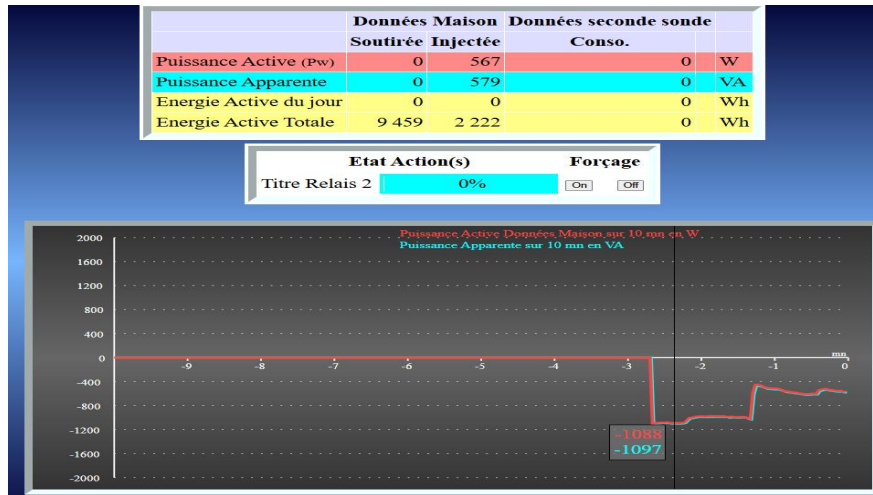 Données Maison Données seconde sonde
Soutirée Injectée Conso.
Puissance Active (Pw) 0 567 0 W
Puissance Apparente 0 579 0 VA
Energie Active du jour 0 0 0 Wh
Energie Active Totale 9 459 2 222 0 Wh
Etat Action(s) Forçage
Titre Relais 2 0% On Off
Puissance Active Données Maison sur 10 mn en W
Puissance Apparente sur 10 mn en VA
2000
1600
1200
800
400
0
mn
-9 -8 -7 -6 -5 -4 -3 -2 -1 0
-400
-800
-1200
-1088
-1097
-1600
-2000